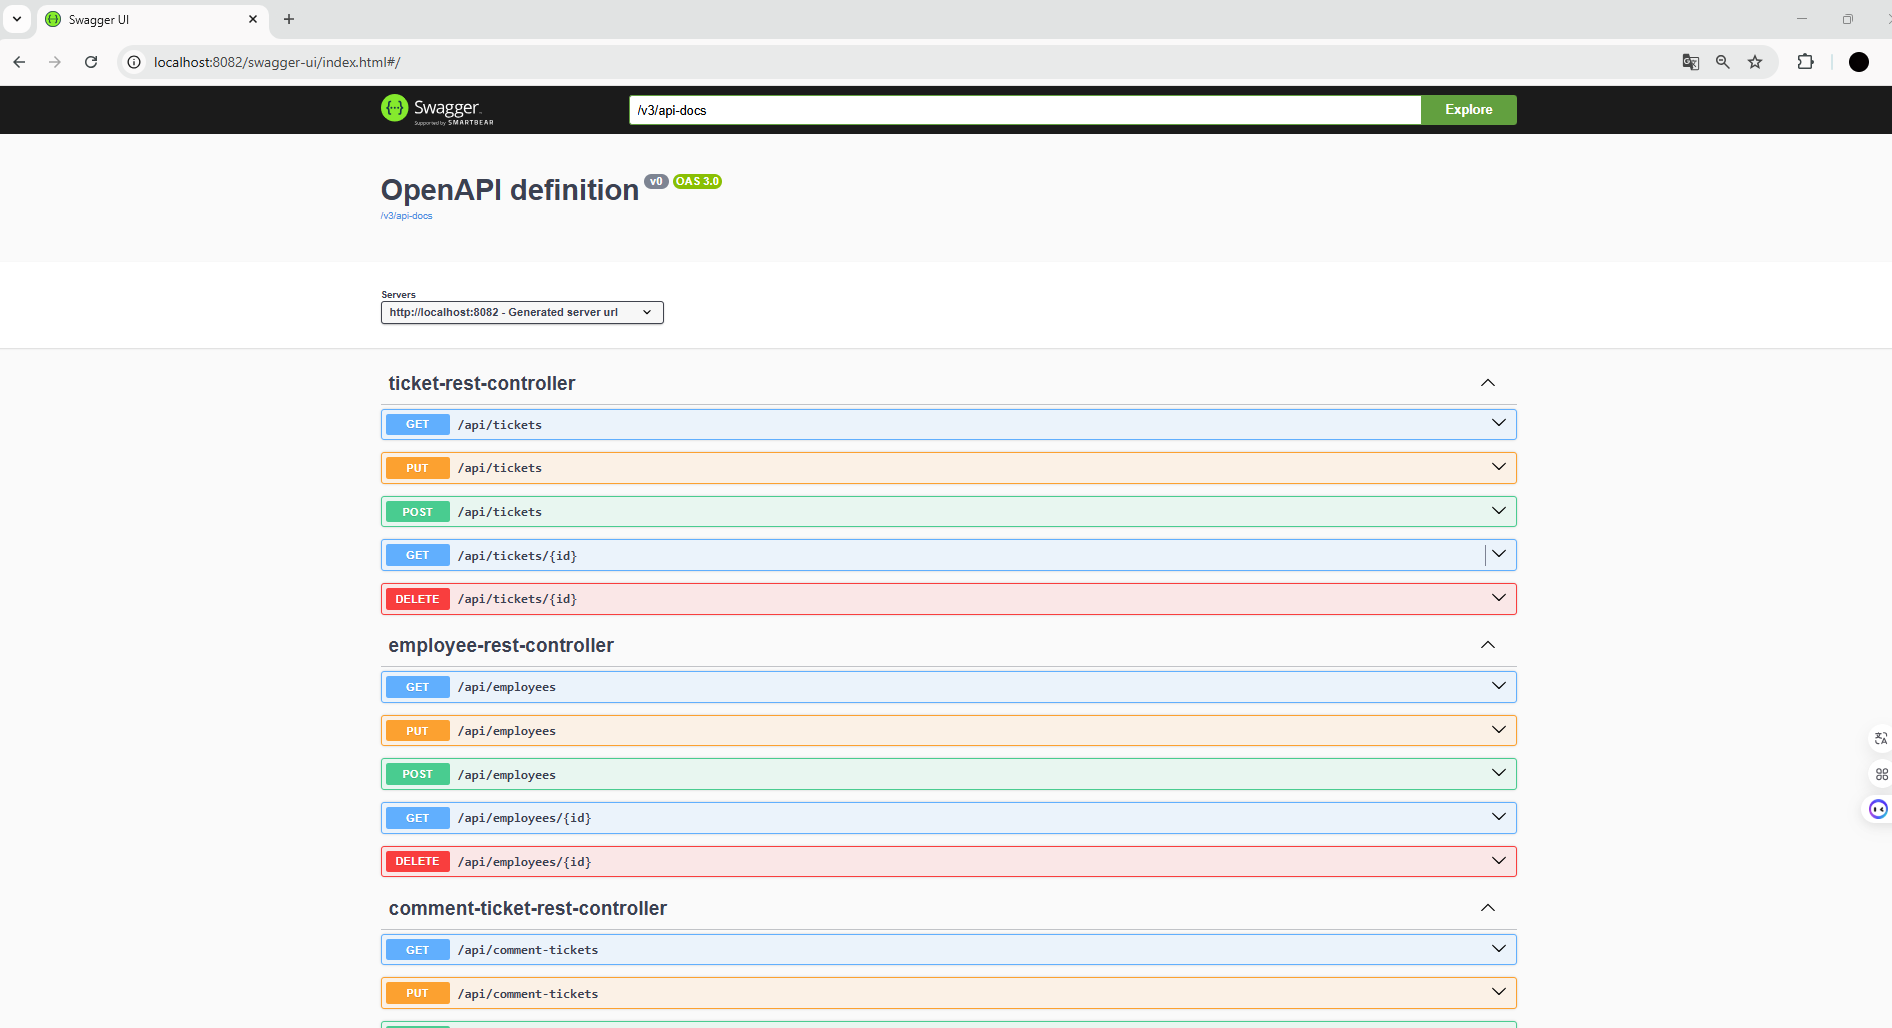 Swagger UI
localhost:8082/swagger-ui/index.html#/
Swagger
Supported by SMARTBEAR
/v3/api-docs
Explore
OpenAPI definition v0 OAS 3.0
/v3/api-docs
Servers
http://localhost:8082 - Generated server url
ticket-rest-controller
GET /api/tickets
PUT /api/tickets
POST /api/tickets
GET /api/tickets/{id}
DELETE /api/tickets/{id}
employee-rest-controller
GET /api/employees
PUT /api/employees
POST /api/employees
GET /api/employees/{id}
DELETE /api/employees/{id}
comment-ticket-rest-controller
GET /api/comment-tickets
PUT /api/comment-tickets